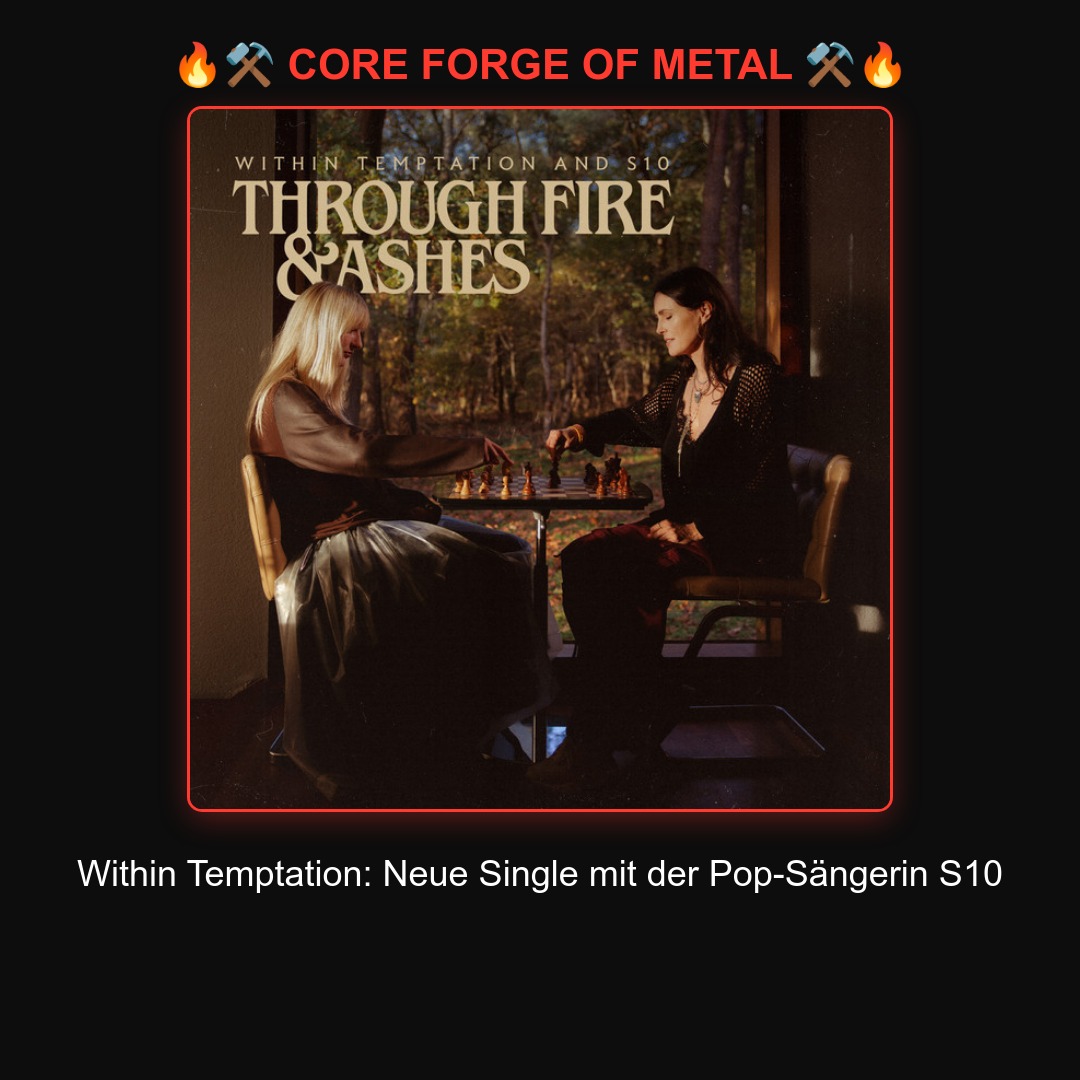 🔥⚒️ CORE FORGE OF METAL ⚒️🔥
WITHIN TEMPTATION AND S10
THROUGH FIRE
& ASHES
Within Temptation: Neue Single mit der Pop-Sängerin S10